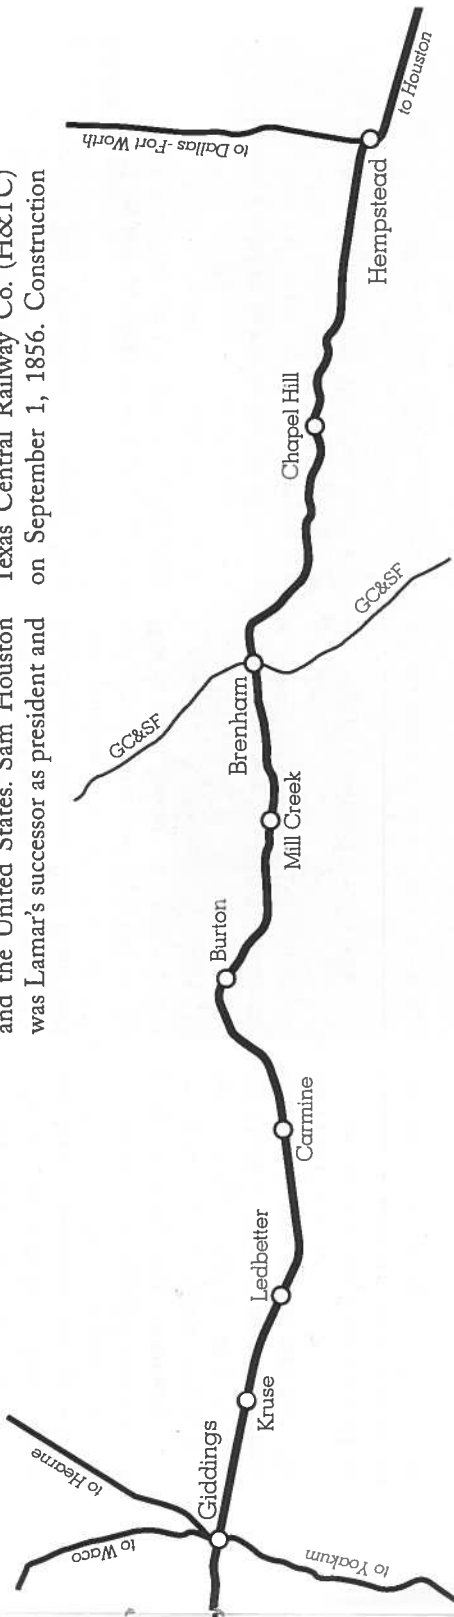 and the United States. Sam Houston
was Lamar's successor as president and
Texas Central Railway Co. (H&TC)
on September 1, 1856. Construction
to Hearne
to Waco
Giddings
to Yoakum
Kruse
Ledbetter
Carmine
Burton
Mill Creek
GC&SF
Brenham
GC&SF
Chapel Hill
to Dallas-Fort Worth
Hempstead
to Houston